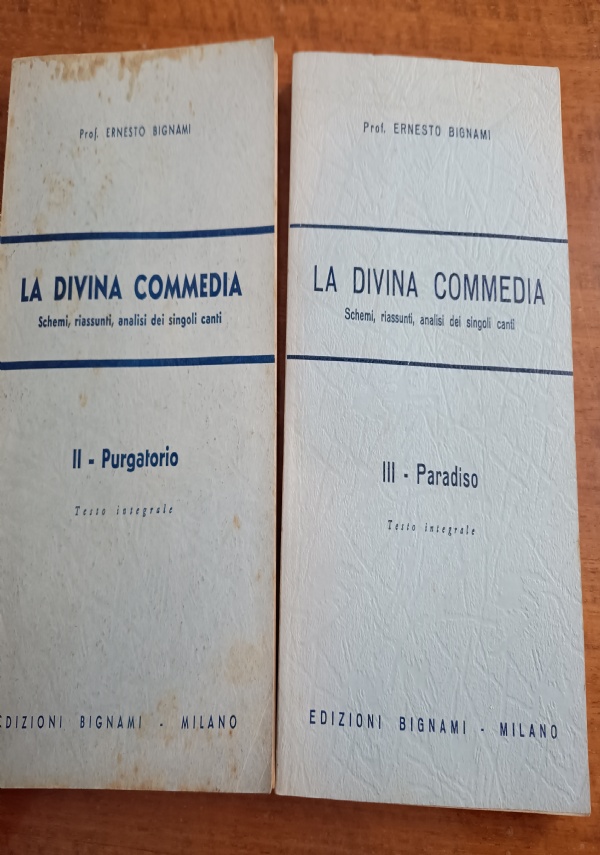 Prof. ERNESTO BIGNAMI
LA DIVINA COMMEDIA
Schemi, riassunti, analisi dei singoli canti
II - Purgatorio
Testo integrale
EDIZIONI BIGNAMI - MILANO
Prof. ERNESTO BIGNAMI
LA DIVINA COMMEDIA
Schemi, riassunti, analisi dei singoli canti
III - Paradiso
Testo integrale
EDIZIONI BIGNAMI - MILANO